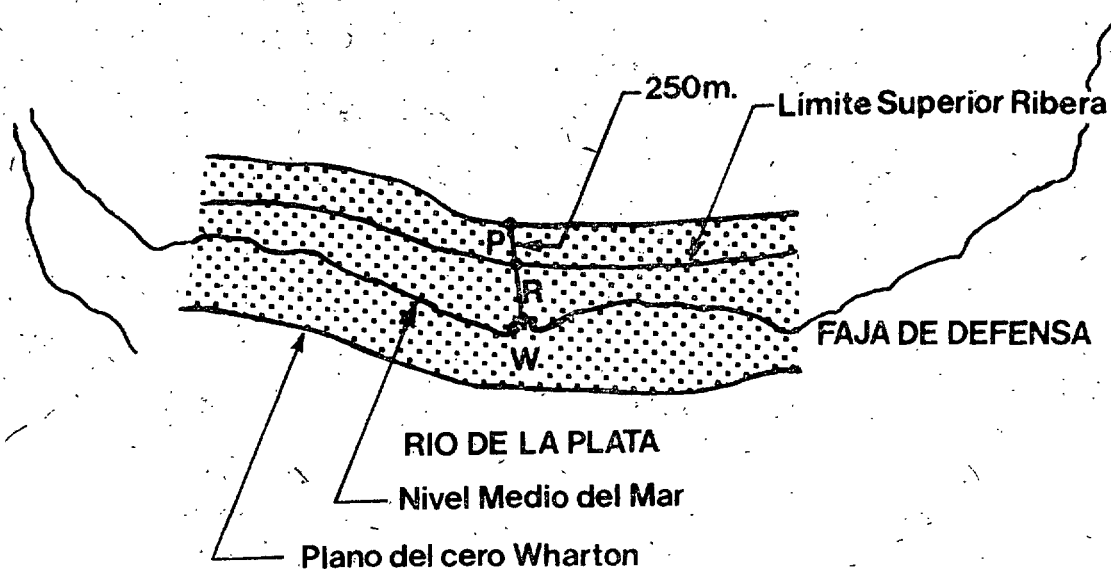 250m.
Límite Superior Ribera
P
R
W
FAJA DE DEFENSA
RIO DE LA PLATA
Nivel Medio del Mar
Plano del cero Wharton